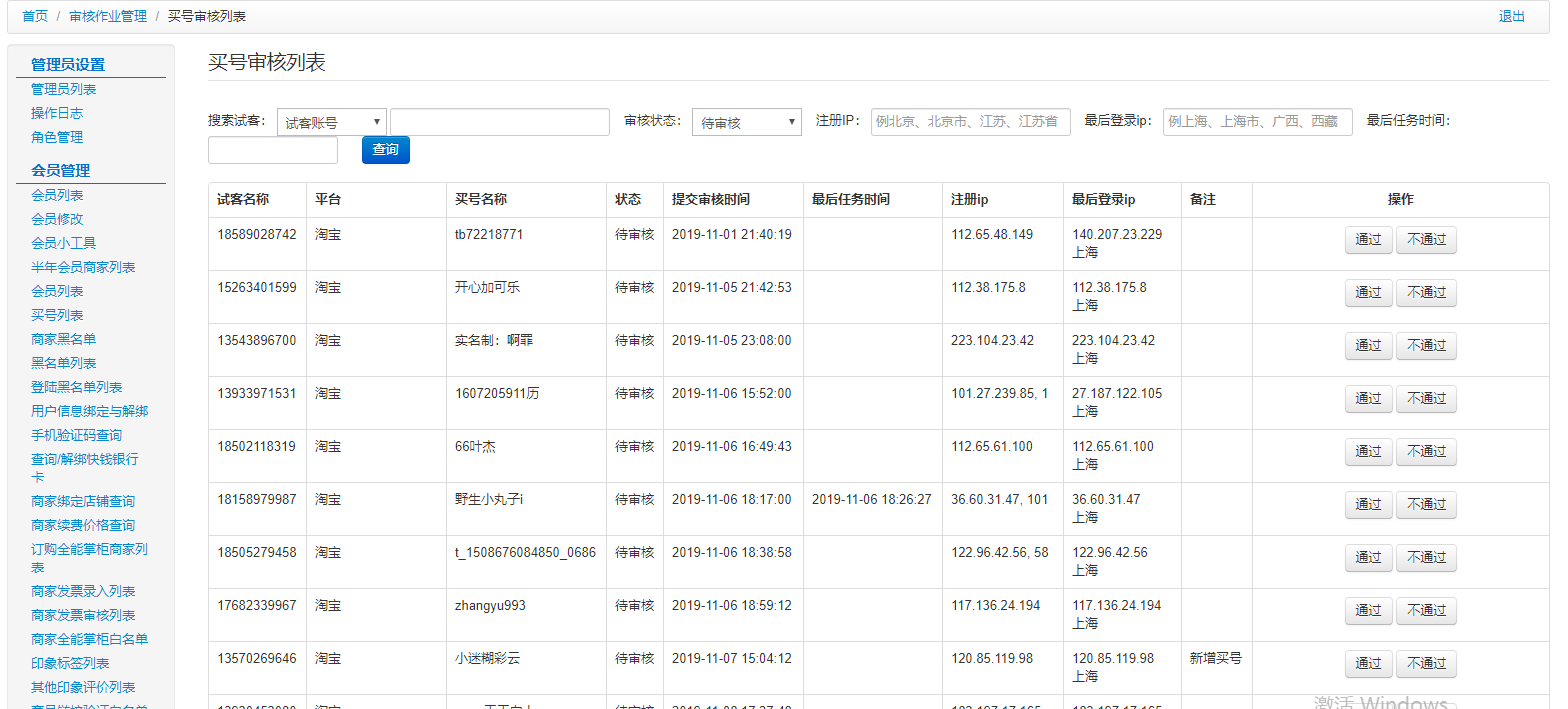 首页 / 审核作业管理 / 买号审核列表 退出
管理员设置
管理员列表
操作日志
角色管理
会员管理
会员列表
会员修改
会员小工具
半年会员商家列表
会员列表
买号列表
商家黑名单
黑名单列表
登陆黑名单列表
用户信息绑定与解绑
手机验证码查询
查询/解绑快钱银行
卡
商家绑定店铺查询
商家续费价格查询
订购全能掌柜商家列
表
商家发票录入列表
商家发票审核列表
商家全能掌柜白名单
印象标签列表
其他印象评价列表
买号审核列表
搜索试客: 试客账号 审核状态: 待审核 注册IP: 例北京、北京市、江苏、江苏省 最后登录ip: 例上海、上海市、广西、西藏 最后任务时间:
查询
试客名称 平台 买号名称 状态 提交审核时间 最后任务时间 注册ip 最后登录ip 备注 操作
18589028742 淘宝 tb72218771 待审核 2019-11-01 21:40:19 112.65.48.149 140.207.23.229 通过 不通过
上海
15263401599 淘宝 开心加可乐 待审核 2019-11-05 21:42:53 112.38.175.8 112.38.175.8 通过 不通过
上海
13543896700 淘宝 实名制：啊罪 待审核 2019-11-05 23:08:00 223.104.23.42 223.104.23.42 通过 不通过
上海
13933971531 淘宝 1607205911历 待审核 2019-11-06 15:52:00 101.27.239.85, 1 27.187.122.105 通过 不通过
上海
18502118319 淘宝 66叶杰 待审核 2019-11-06 16:49:43 112.65.61.100 112.65.61.100 通过 不通过
上海
18158979987 淘宝 野生小丸子i 待审核 2019-11-06 18:17:00 2019-11-06 18:26:27 36.60.31.47, 101 36.60.31.47 通过 不通过
上海
18505279458 淘宝 t_1508676084850_0686 待审核 2019-11-06 18:38:58 122.96.42.56, 58 122.96.42.56 通过 不通过
上海
17682339967 淘宝 zhangyu993 待审核 2019-11-06 18:59:12 117.136.24.194 117.136.24.194 通过 不通过
上海
13570269646 淘宝 小迷糊彩云 待审核 2019-11-07 15:04:12 120.85.119.98 120.85.119.98 新增买号 通过 不通过
上海
激活 Windows